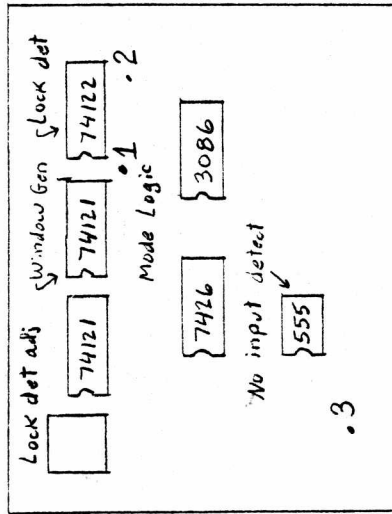 Lock det adj
Window Gen
Lock det
74121
74121
74122
.1
.2
Mode Logic
7426
3086
No input detect
555
.3